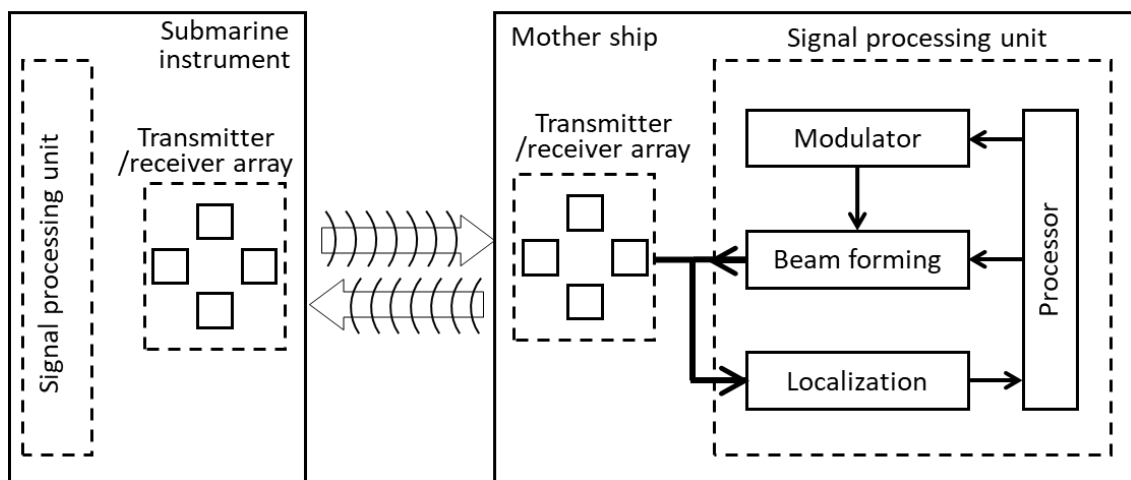 Submarine
instrument
Signal processing unit
Transmitter
/receiver array
Mother ship
Transmitter
/receiver array
Signal processing unit
Modulator
Beam forming
Localization
Processor